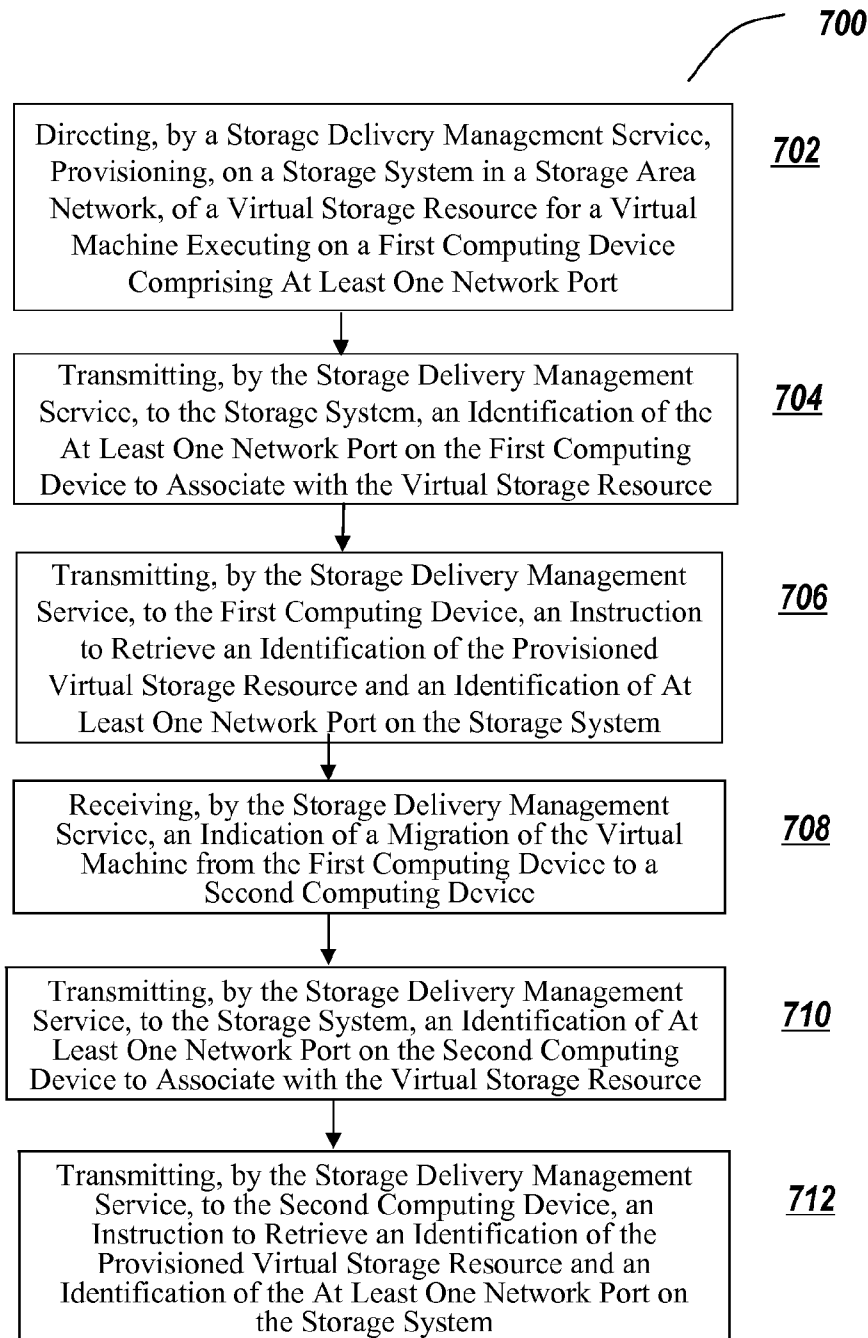 700
Directing, by a Storage Delivery Management Service,
Provisioning, on a Storage System in a Storage Area
Network, of a Virtual Storage Resource for a Virtual
Machine Executing on a First Computing Device
Comprising At Least One Network Port
702
Transmitting, by the Storage Delivery Management
Service, to the Storage System, an Identification of the
At Least One Network Port on the First Computing
Device to Associate with the Virtual Storage Resource
704
Transmitting, by the Storage Delivery Management
Service, to the First Computing Device, an Instruction
to Retrieve an Identification of the Provisioned
Virtual Storage Resource and an Identification of At
Least One Network Port on the Storage System
706
Receiving, by the Storage Delivery Management
Service, an Indication of a Migration of the Virtual
Machine from the First Computing Device to a
Second Computing Device
708
Transmitting, by the Storage Delivery Management
Service, to the Storage System, an Identification of At
Least One Network Port on the Second Computing
Device to Associate with the Virtual Storage Resource
710
Transmitting, by the Storage Delivery Management
Service, to the Second Computing Device, an
Instruction to Retrieve an Identification of the
Provisioned Virtual Storage Resource and an
Identification of the At Least One Network Port on
the Storage System
712